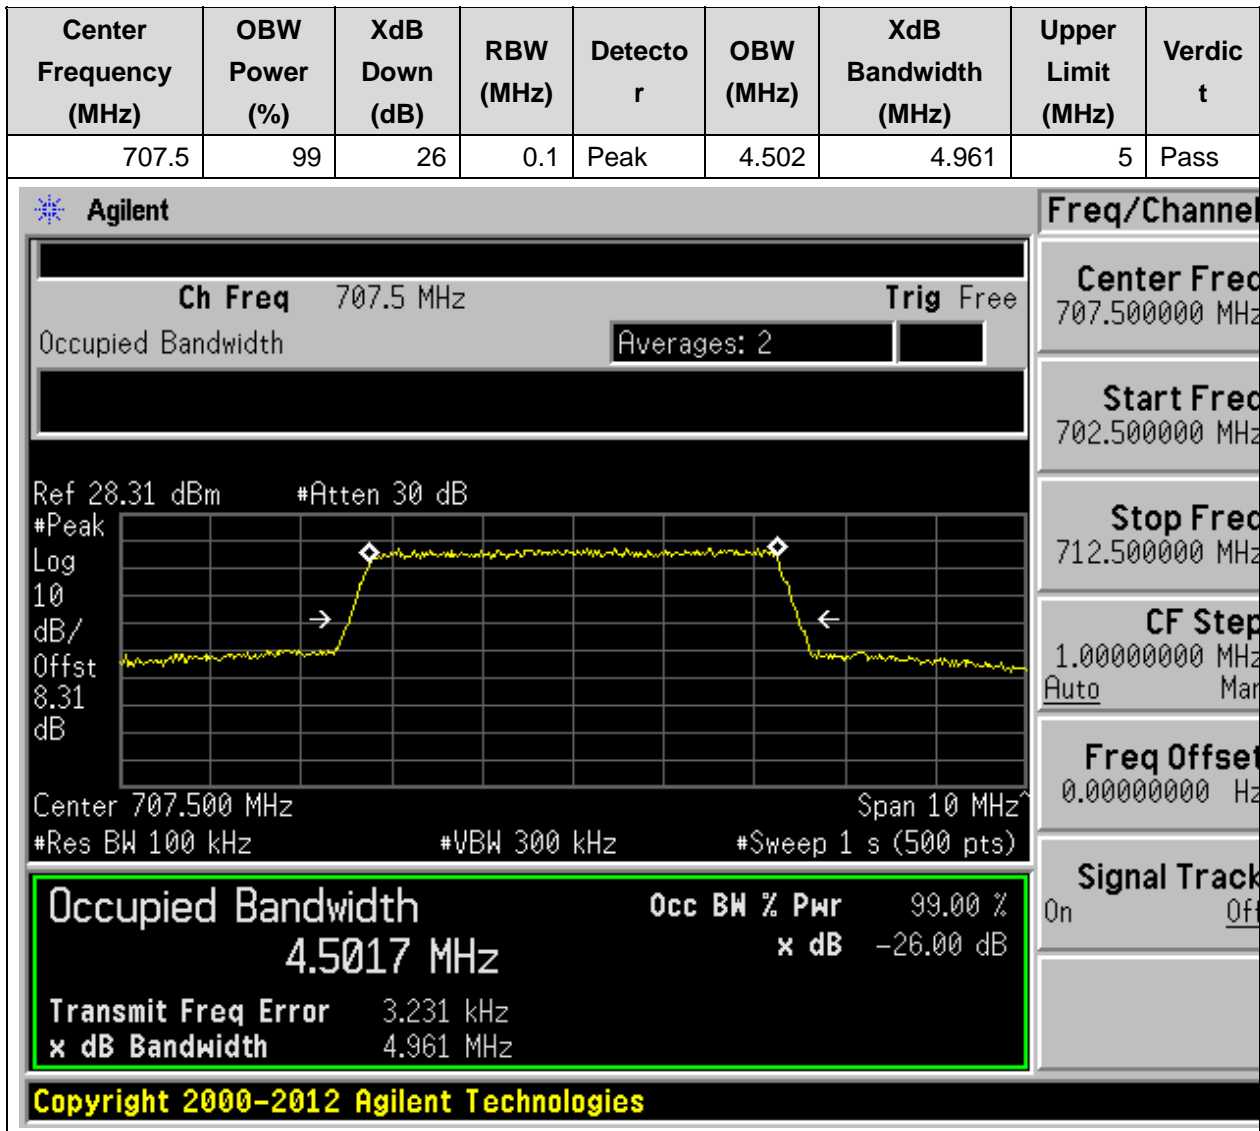 Center Frequency (MHz) OBW Power (%) XdB Down (dB) RBW (MHz) Detecto r OBW (MHz) XdB Bandwidth (MHz) Upper Limit (MHz) Verdic t
707.5 99 26 0.1 Peak 4.502 4.961 5 Pass
Agilent
Freq/Channel
Ch Freq 707.5 MHz Trig Free
Occupied Bandwidth Averages: 2
Ref 28.31 dBm #Atten 30 dB
#Peak
Log
10
dB/
Offst
8.31
dB
Center 707.500 MHz Span 10 MHz^
#Res BW 100 kHz #VBW 300 kHz #Sweep 1 s (500 pts)
Occupied Bandwidth Occ BW % Pwr 99.00 %
4.5017 MHz x dB -26.00 dB
Transmit Freq Error 3.231 kHz
x dB Bandwidth 4.961 MHz
Center Freq
707.500000 MHz
Start Freq
702.500000 MHz
Stop Freq
712.500000 MHz
CF Step
1.00000000 MHz
Auto Man
Freq Offset
0.00000000 Hz
Signal Track
On Off
Copyright 2000-2012 Agilent Technologies